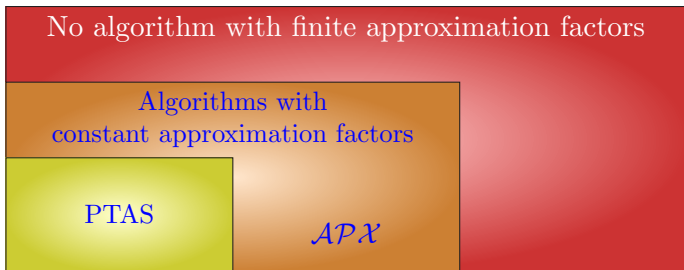 No algorithm with finite approximation factors
Algorithms with
constant approximation factors
PTAS
𝒜𝒫𝒳